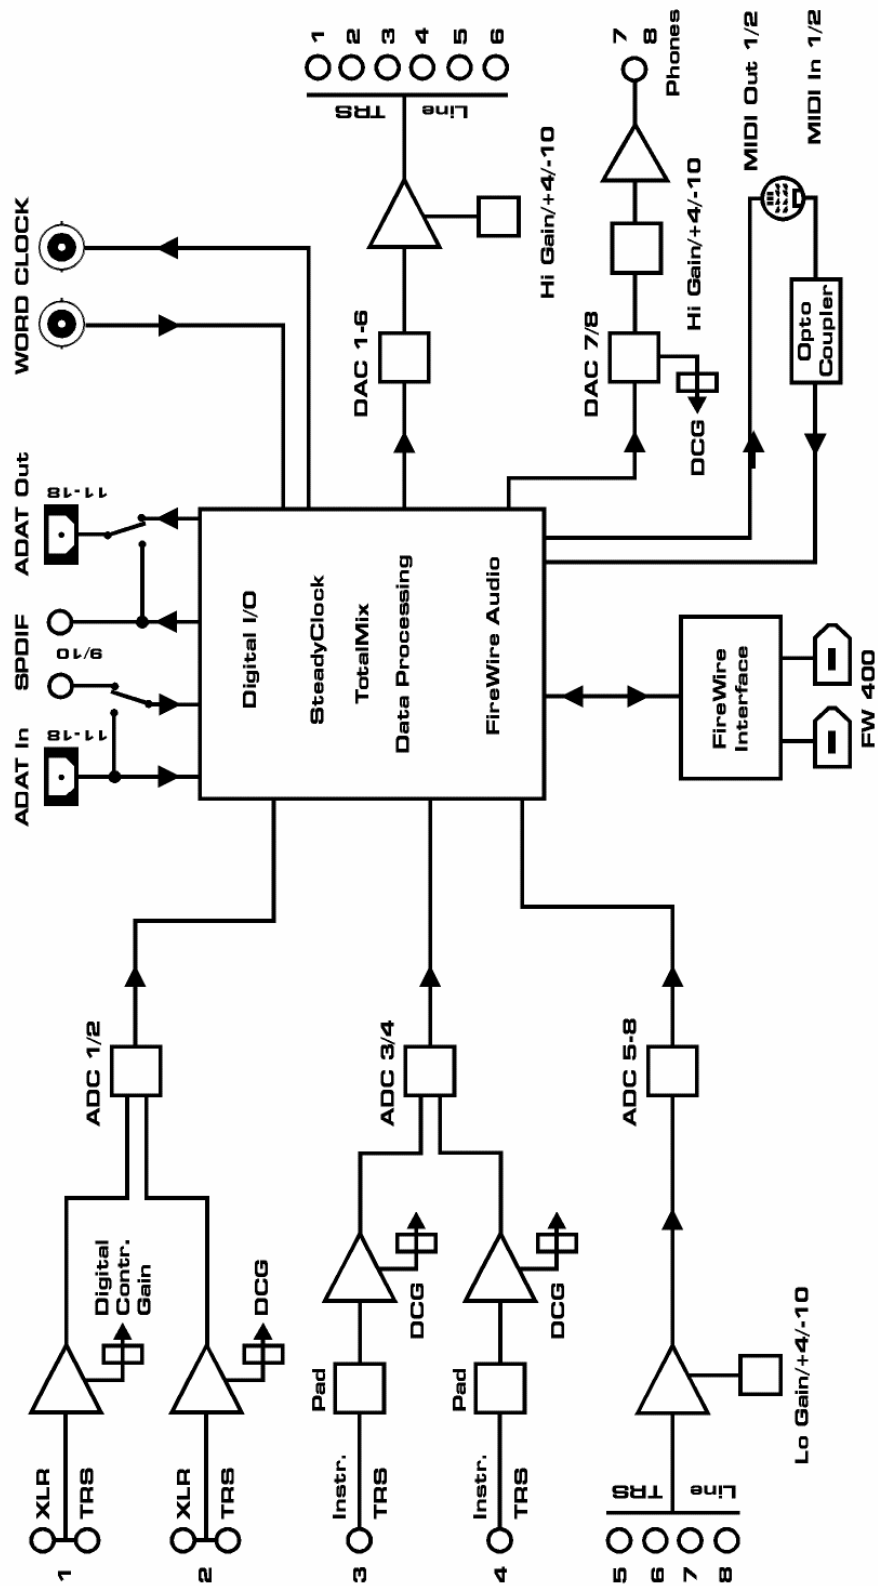 1
XLR
TRS
Digital
Contr.
Gain
2
XLR
TRS
DCG
ADC 1/2
3
Instr.
TRS
Pad
DCG
4
Instr.
TRS
Pad
DCG
ADC 3/4
5
6
7
8
TRS
Line
Lo Gain/+4/-10
ADC 5-8
ADAT In
11-18
SPDIF
9/10
ADAT Out
11-18
WORD CLOCK
Digital I/O
SteadyClock
TotalMix
Data Processing
FireWire Audio
FireWire
Interface
FW 400
DAC 1-6
Hi Gain/+4/-10
TRS
Line
1
2
3
4
5
6
DAC 7/8
DCG
Hi Gain/+4/-10
7
8
Phones
MIDI Out 1/2
MIDI In 1/2
Opto
Coupler